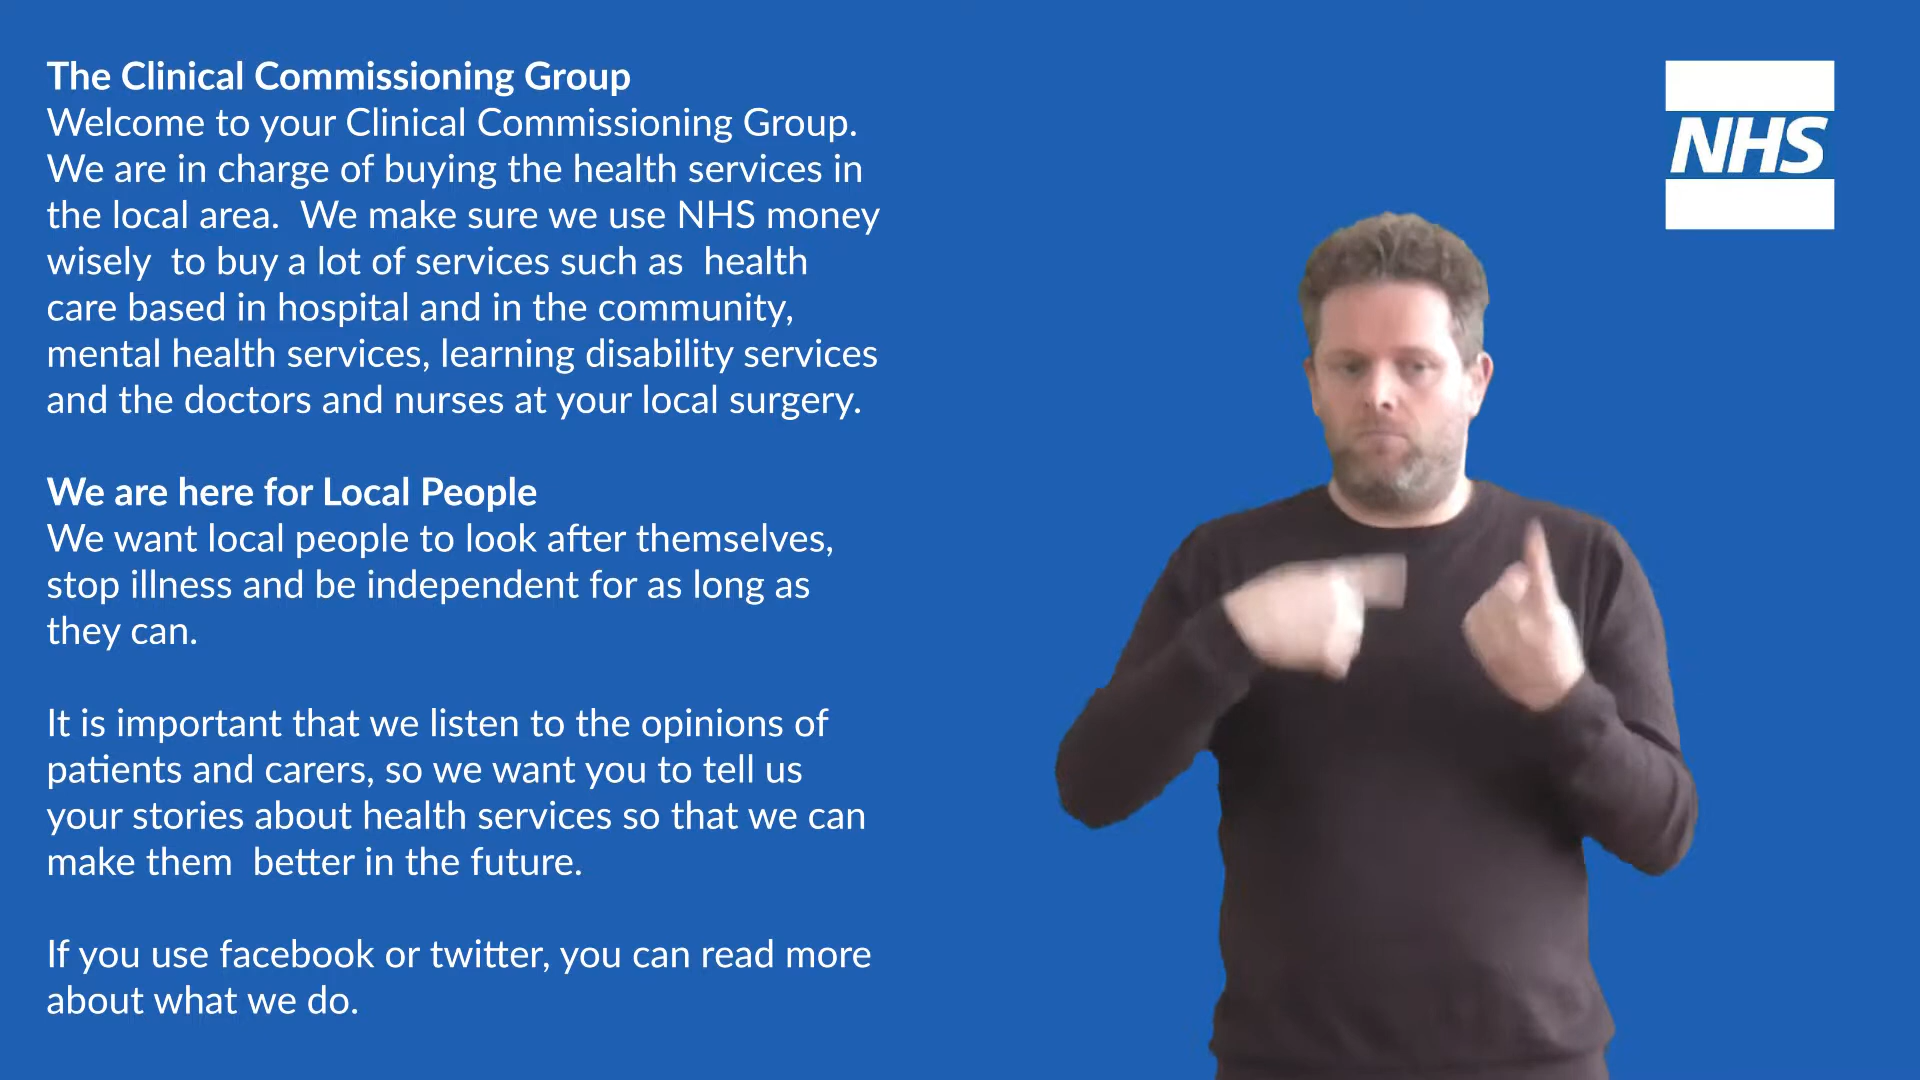 The Clinical Commissioning Group
Welcome to your Clinical Commissioning Group.
We are in charge of buying the health services in
the local area.  We make sure we use NHS money
wisely  to buy a lot of services such as  health
care based in hospital and in the community,
mental health services, learning disability services
and the doctors and nurses at your local surgery.
We are here for Local People
We want local people to look after themselves,
stop illness and be independent for as long as
they can.
It is important that we listen to the opinions of
patients and carers, so we want you to tell us
your stories about health services so that we can
make them  better in the future.
If you use facebook or twitter, you can read more
about what we do.
NHS